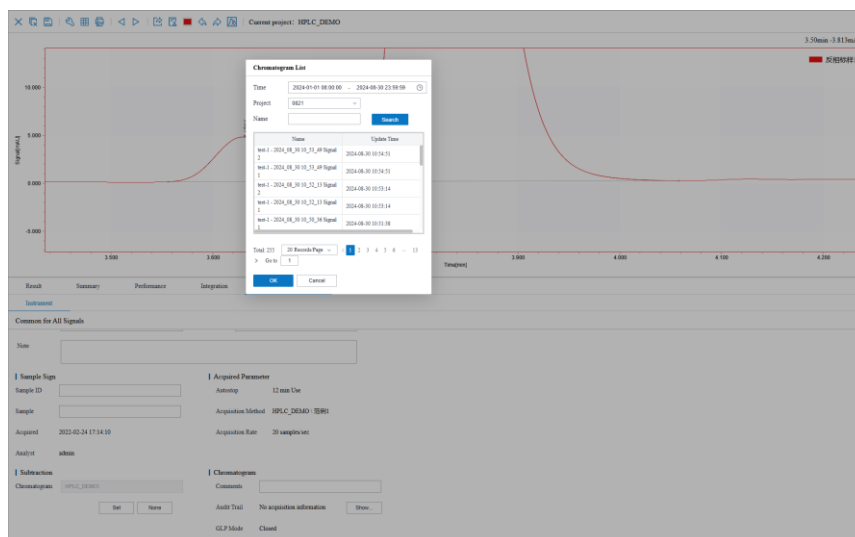 Current project: HPLC_DEMO
3.50min -3.813m
反相标样
Signal[mAU]
10.000
5.000
0.000
-5.000
3.500
3.600
3.900
4.000
4.100
4.200
Time[min]
Chromatogram List
Time 2024-01-01 08:00:00 - 2024-08-30 23:59:59
Project 0821
Name Search
Name Update Time
test-1 - 2024_08_30 10_53_49 Signal
2 2024-08-30 10:54:51
test-1 - 2024_08_30 10_53_49 Signal
1 2024-08-30 10:54:51
test-1 - 2024_08_30 10_52_13 Signal
2 2024-08-30 10:53:14
test-1 - 2024_08_30 10_52_13 Signal
1 2024-08-30 10:53:14
test-1 - 2024_08_30 10_50_36 Signal
1 2024-08-30 10:51:38
Total 255 20 Records/Page < 1 2 3 4 5 6 ... 13
> Go to 1
OK Cancel
Result Summary Performance Integration
Instrument
Common for All Signals
Note
Sample Sign
Sample ID
Sample
Acquired 2022-02-24 17:14:10
Analyst admin
Subtraction
Chromatogram HPLC_DEMO
Set None
Acquired Parameter
Autostop 12 min Use
Acquisition Method HPLC_DEMO \ 范例1
Acquisition Rate 20 samples/sec
Chromatogram
Comments
Audit Trail No acquisition information Show...
GLP Mode Closed